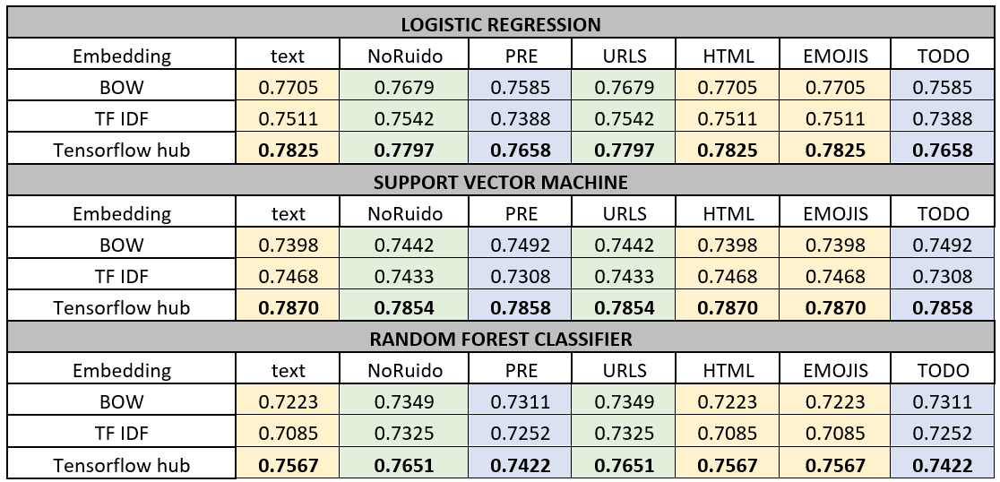 LOGISTIC REGRESSION
Embedding text NoRuido PRE URLS HTML EMOJIS TODO
BOW 0.7705 0.7679 0.7585 0.7679 0.7705 0.7705 0.7585
TF IDF 0.7511 0.7542 0.7388 0.7542 0.7511 0.7511 0.7388
Tensorflow hub 0.7825 0.7797 0.7658 0.7797 0.7825 0.7825 0.7658
SUPPORT VECTOR MACHINE
Embedding text NoRuido PRE URLS HTML EMOJIS TODO
BOW 0.7398 0.7442 0.7492 0.7442 0.7398 0.7398 0.7492
TF IDF 0.7468 0.7433 0.7308 0.7433 0.7468 0.7468 0.7308
Tensorflow hub 0.7870 0.7854 0.7858 0.7854 0.7870 0.7870 0.7858
RANDOM FOREST CLASSIFIER
Embedding text NoRuido PRE URLS HTML EMOJIS TODO
BOW 0.7223 0.7349 0.7311 0.7349 0.7223 0.7223 0.7311
TF IDF 0.7085 0.7325 0.7252 0.7325 0.7085 0.7085 0.7252
Tensorflow hub 0.7567 0.7651 0.7422 0.7651 0.7567 0.7567 0.7422